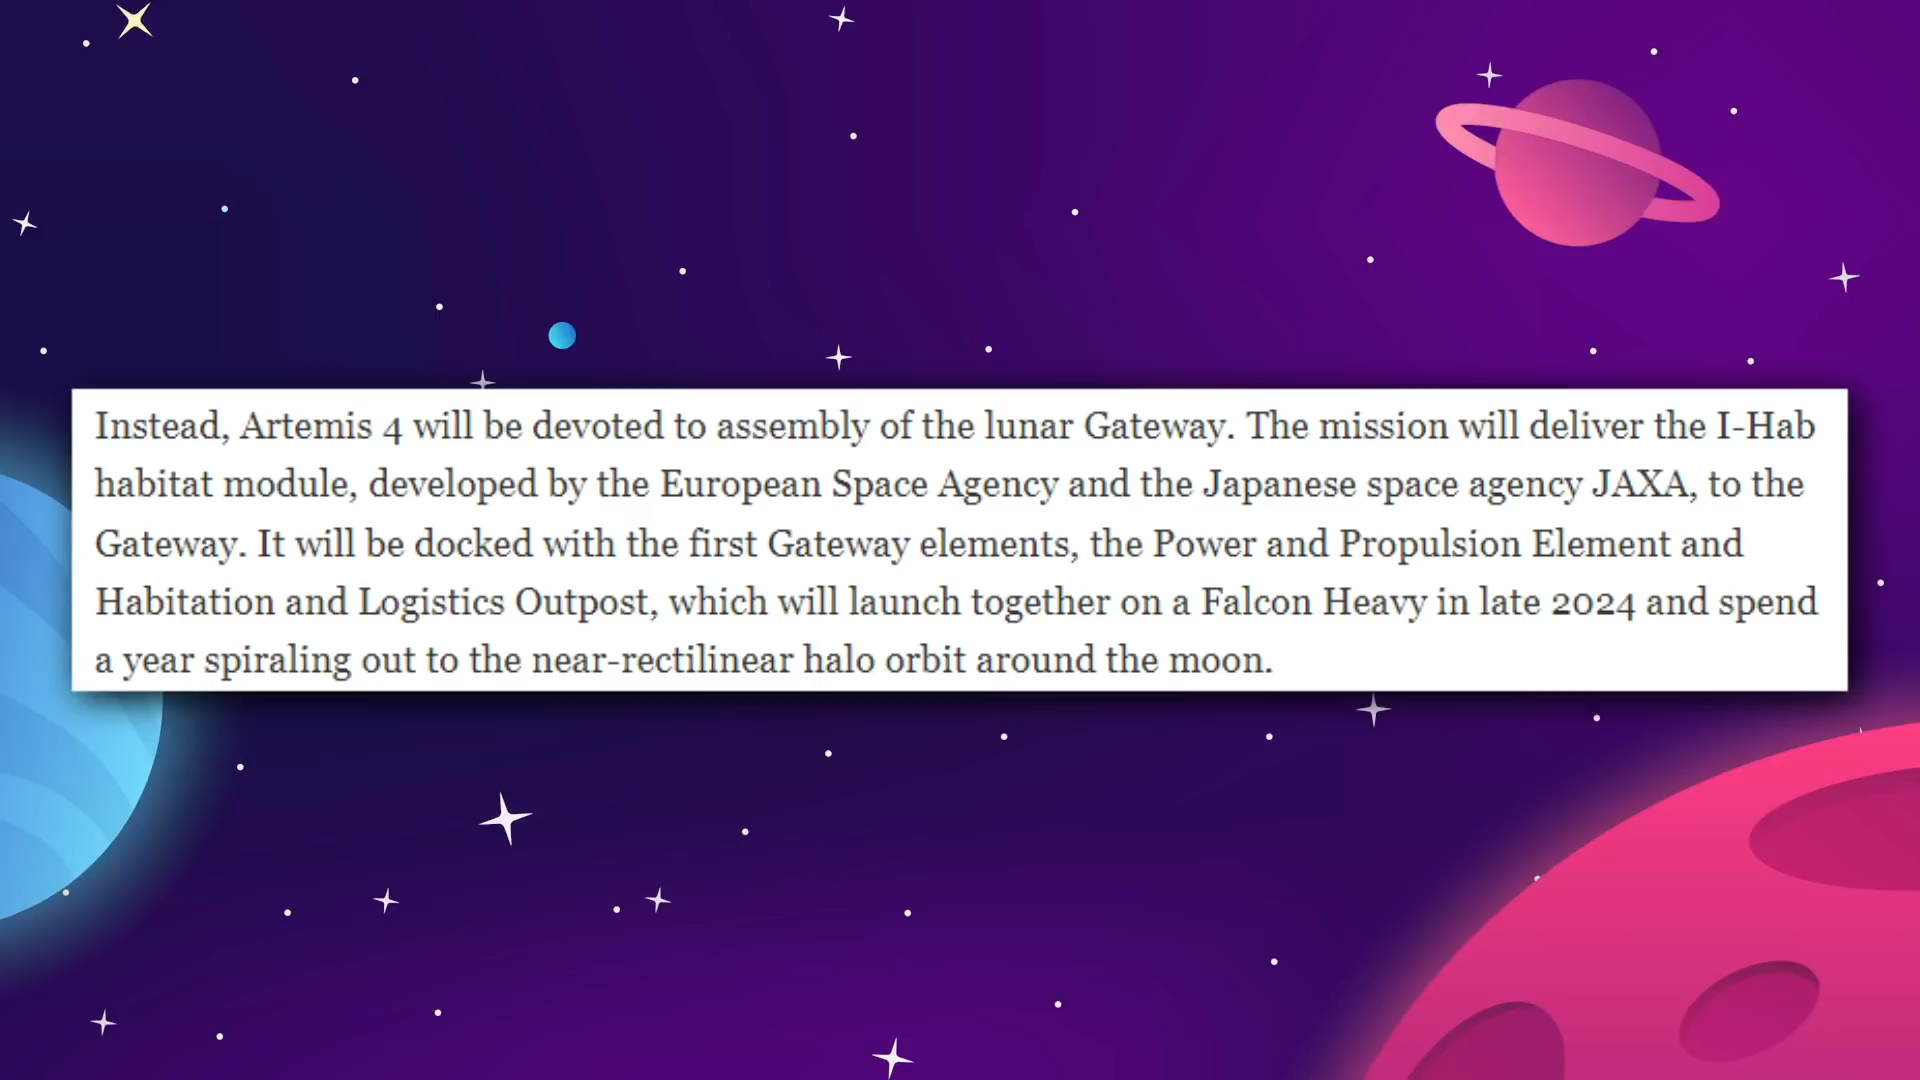 Instead, Artemis 4 will be devoted to assembly of the lunar Gateway. The mission will deliver the I-Hab
habitat module, developed by the European Space Agency and the Japanese space agency JAXA, to the
Gateway. It will be docked with the first Gateway elements, the Power and Propulsion Element and
Habitation and Logistics Outpost, which will launch together on a Falcon Heavy in late 2024 and spend
a year spiraling out to the near-rectilinear halo orbit around the moon.